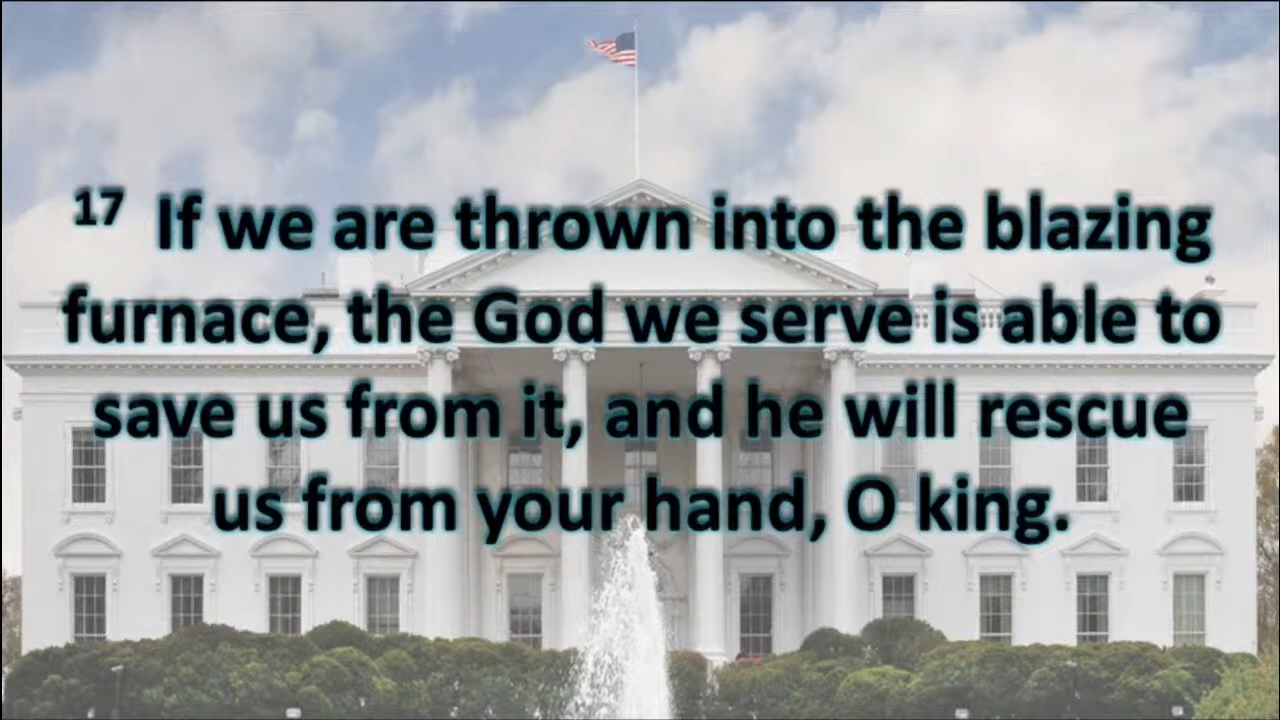 17 If we are thrown into the blazing
furnace, the God we serve is able to
save us from it, and he will rescue
us from your hand, O king.